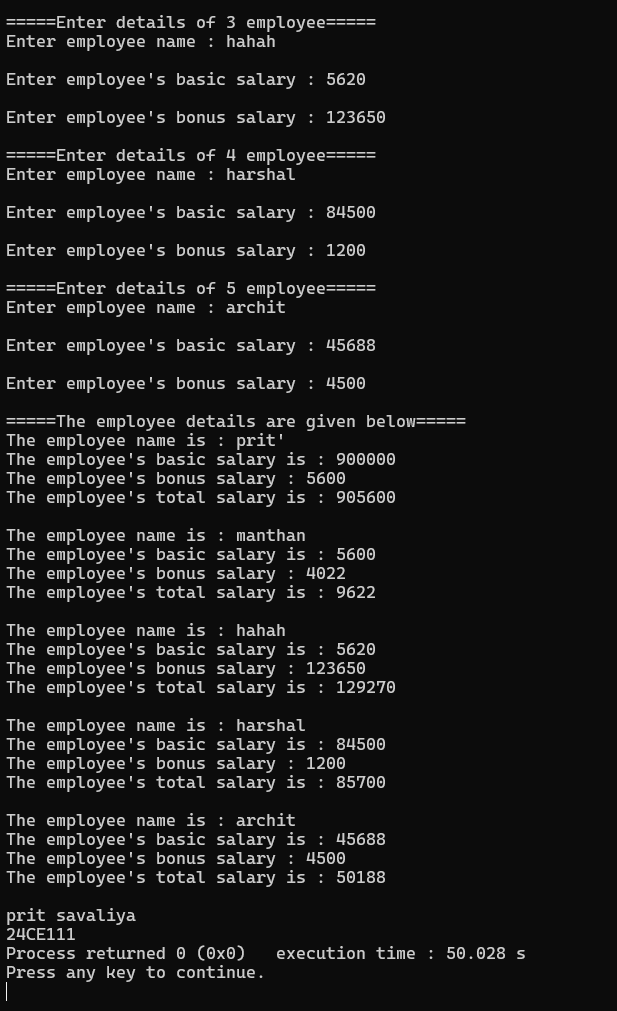 =====Enter details of 3 employee=====
Enter employee name : hahah
Enter employee's basic salary : 5620
Enter employee's bonus salary : 123650
=====Enter details of 4 employee=====
Enter employee name : harshal
Enter employee's basic salary : 84500
Enter employee's bonus salary : 1200
=====Enter details of 5 employee=====
Enter employee name : archit
Enter employee's basic salary : 45688
Enter employee's bonus salary : 4500
=====The employee details are given below=====
The employee name is : prit'
The employee's basic salary is : 900000
The employee's bonus salary : 5600
The employee's total salary is : 905600
The employee name is : manthan
The employee's basic salary is : 5600
The employee's bonus salary : 4022
The employee's total salary is : 9622
The employee name is : hahah
The employee's basic salary is : 5620
The employee's bonus salary : 123650
The employee's total salary is : 129270
The employee name is : harshal
The employee's basic salary is : 84500
The employee's bonus salary : 1200
The employee's total salary is : 85700
The employee name is : archit
The employee's basic salary is : 45688
The employee's bonus salary : 4500
The employee's total salary is : 50188
prit savaliya
24CE111
Process returned 0 (0x0)   execution time : 50.028 s
Press any key to continue.